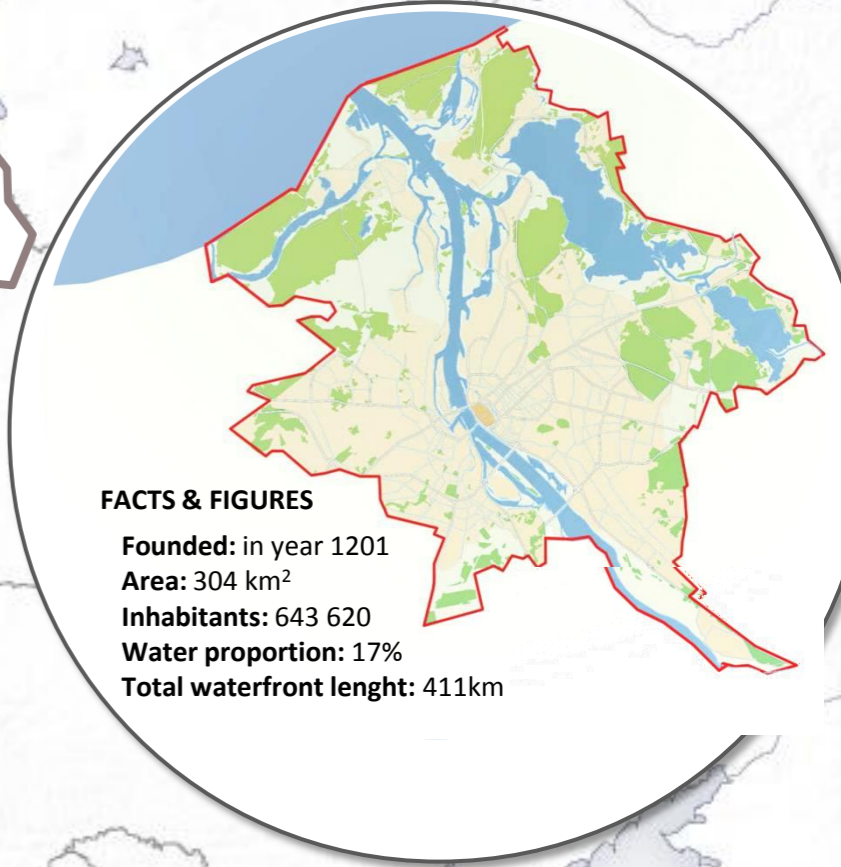 FACTS & FIGURES
Founded: in year 1201
Area: 304 km²
Inhabitants: 643 620
Water proportion: 17%
Total waterfront lenght: 411km